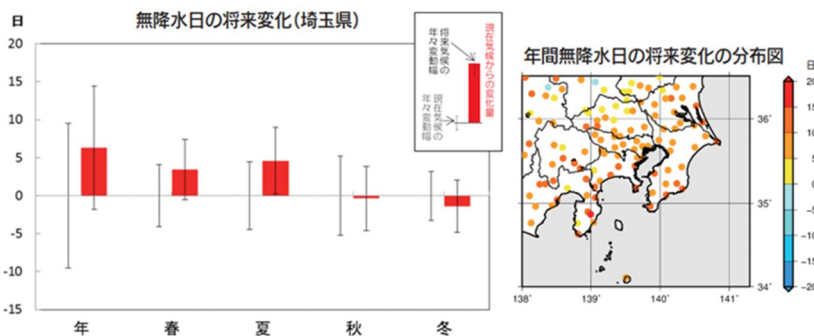 無降水日の将来変化(埼玉県)
日
20
15
10
5
0
-5
-10
-15
年
春
夏
秋
冬
現在気候からの変化量
将来気候の
年々変動幅
現在気候の
年々変動幅
年間無降水日の将来変化の分布図
日
20
15
10
5
0
-5
-10
-15
-20
36°
35°
34°
138°
139°
140°
141°